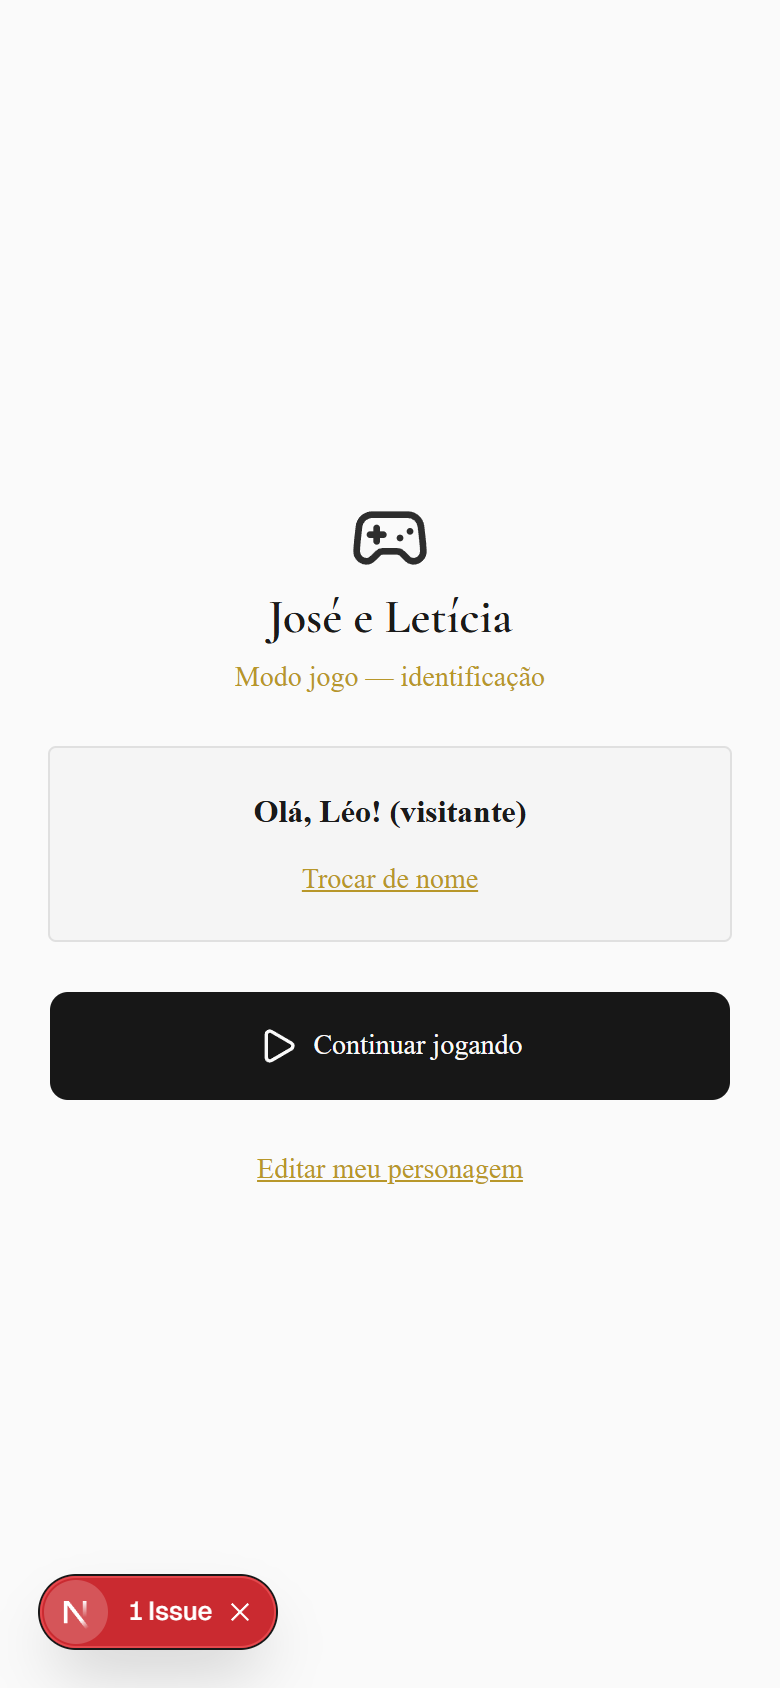 José e Letícia
Modo jogo — identificação
Olá, Léo! (visitante)
Trocar de nome
Continuar jogando
Editar meu personagem
N 1 Issue